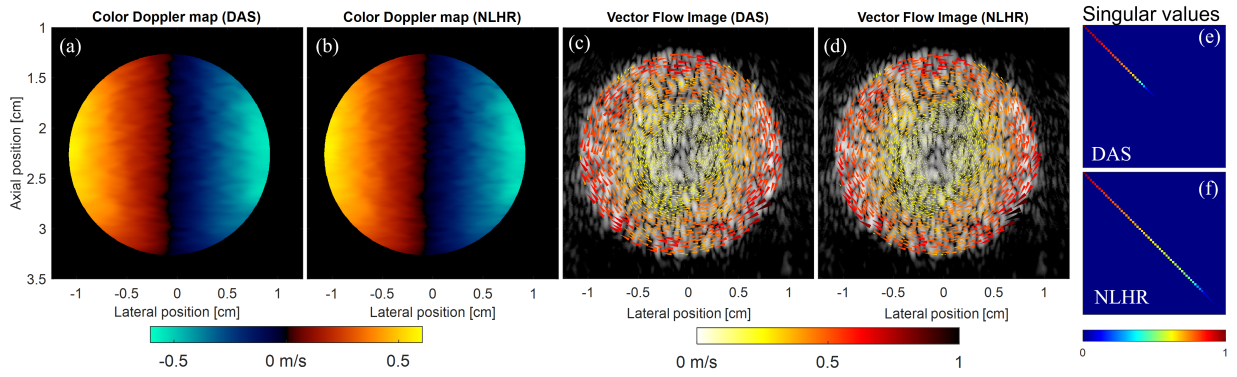 Color Doppler map (DAS)
Color Doppler map (NLHR)
Vector Flow Image (DAS)
Vector Flow Image (NLHR)
Singular values
(a)
(b)
(c)
(d)
(e)
DAS
(f)
NLHR
Axial position [cm]
1
1.5
2
2.5
3
3.5
-1 -0.5 0 0.5 1
-1 -0.5 0 0.5 1
-1 -0.5 0 0.5 1
-1 -0.5 0 0.5 1
Lateral position [cm]
Lateral position [cm]
Lateral position [cm]
Lateral position [cm]
-0.5 0 m/s 0.5
0 m/s 0.5 1
0 1